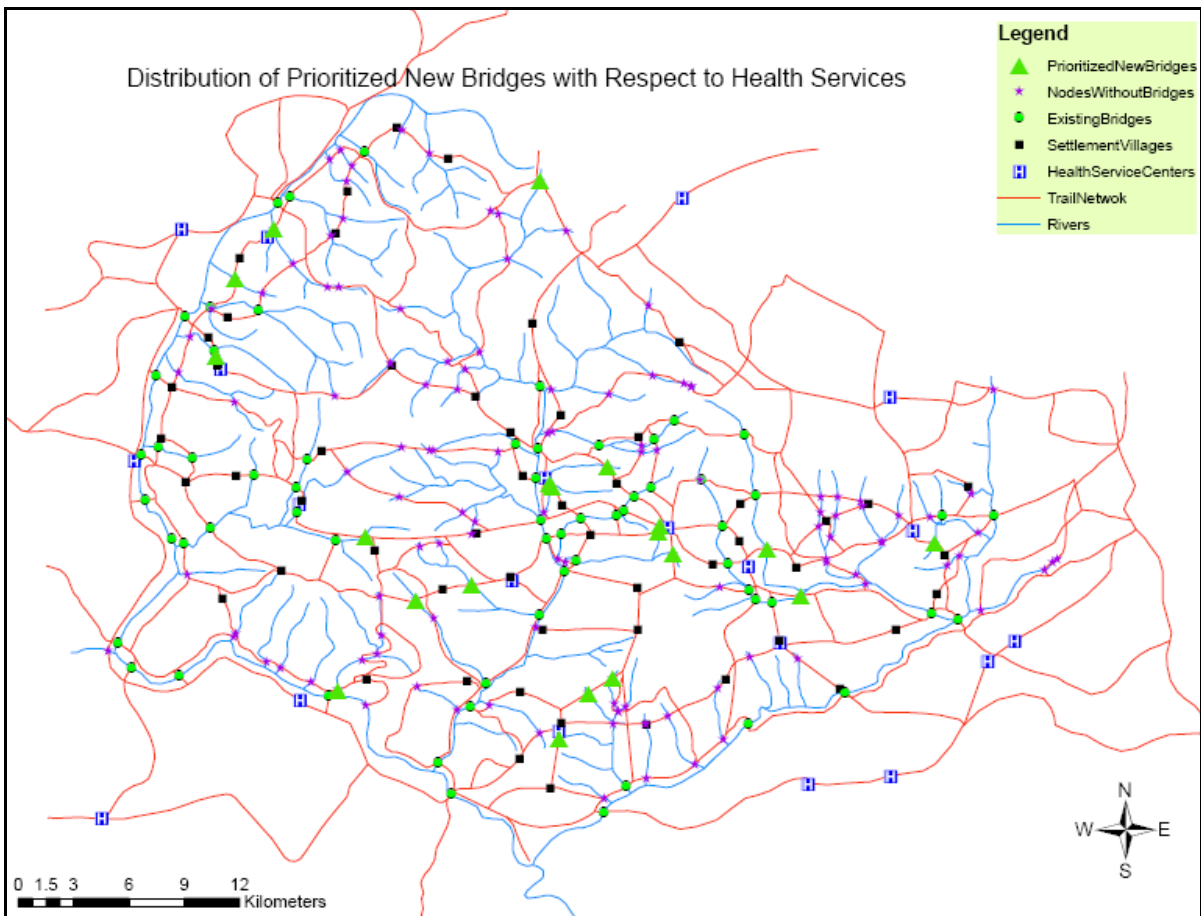 Distribution of Prioritized New Bridges with Respect to Health Services
Legend
PrioritizedNewBridges
NodesWithoutBridges
ExistingBridges
SettlementVillages
H HealthServiceCenters
TrailNetwok
Rivers
N
W E
S
0 1.5 3 6 9 12
Kilometers